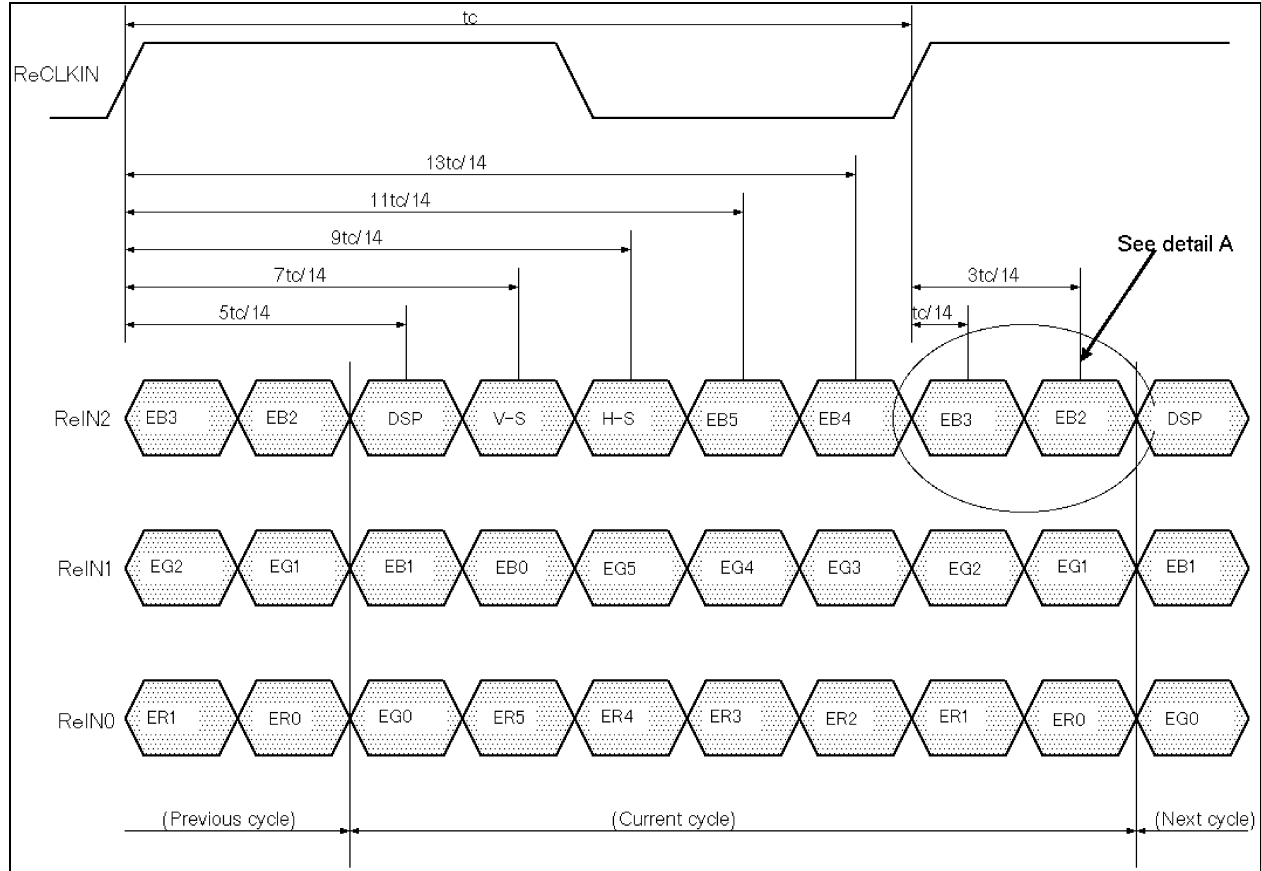 tc
ReCLKIN
13tc/14
11tc/14
9tc/14
See detail A
7tc/14
3tc/14
5tc/14
tc/14
ReIN2 EB3 EB2 DSP V-S H-S EB5 EB4 EB3 EB2 DSP
ReIN1 EG2 EG1 EB1 EB0 EG5 EG4 EG3 EG2 EG1 EB1
ReIN0 ER1 ER0 EG0 ER5 ER4 ER3 ER2 ER1 ER0 EG0
(Previous cycle) (Current cycle) (Next cycle)